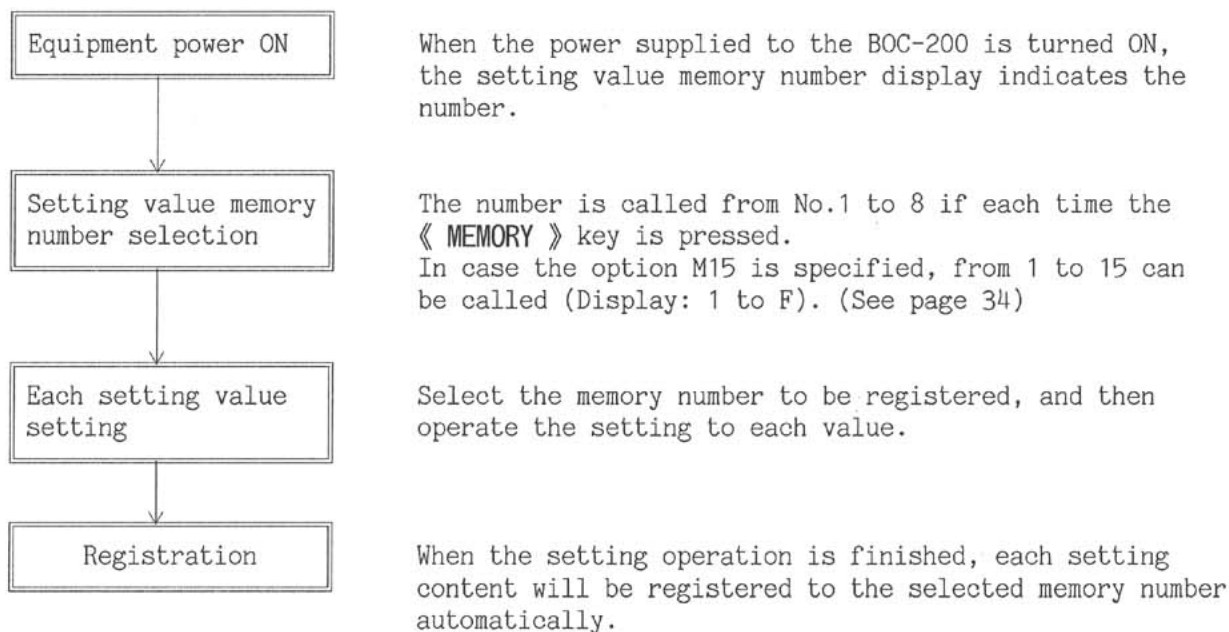 Equipment power ON
When the power supplied to the BOC-200 is turned ON,
the setting value memory number display indicates the
number.
Setting value memory
number selection
The number is called from No.1 to 8 if each time the
《 MEMORY 》 key is pressed.
In case the option M15 is specified, from 1 to 15 can
be called (Display: 1 to F). (See page 34)
Each setting value
setting
Select the memory number to be registered, and then
operate the setting to each value.
Registration
When the setting operation is finished, each setting
content will be registered to the selected memory number
automatically.